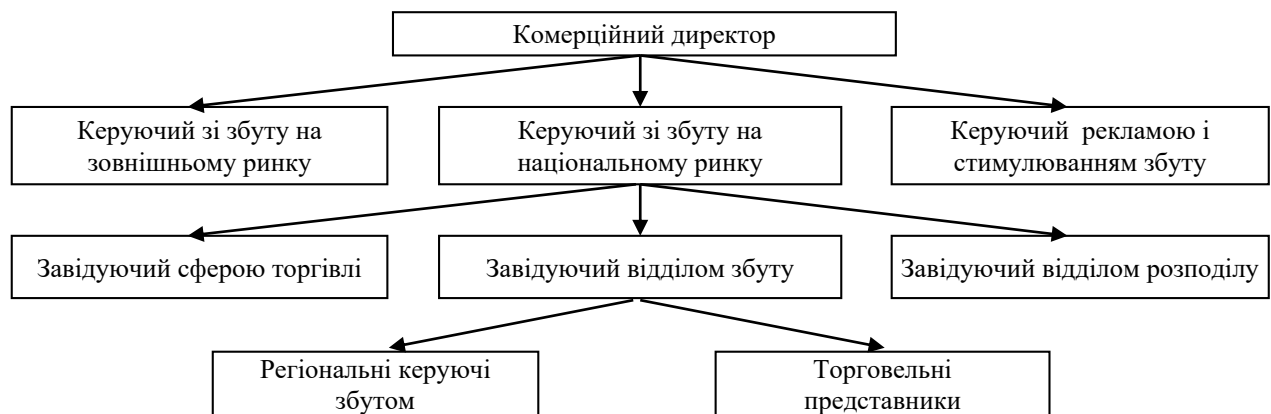 Комерційний директор
Керуючий зі збуту на
зовнішньому ринку
Керуючий зі збуту на
національному ринку
Керуючий рекламою і
стимулюванням збуту
Завідуючий сферою торгівлі
Завідуючий відділом збуту
Завідуючий відділом розподілу
Регіональні керуючі
збутом
Торговельні
представники